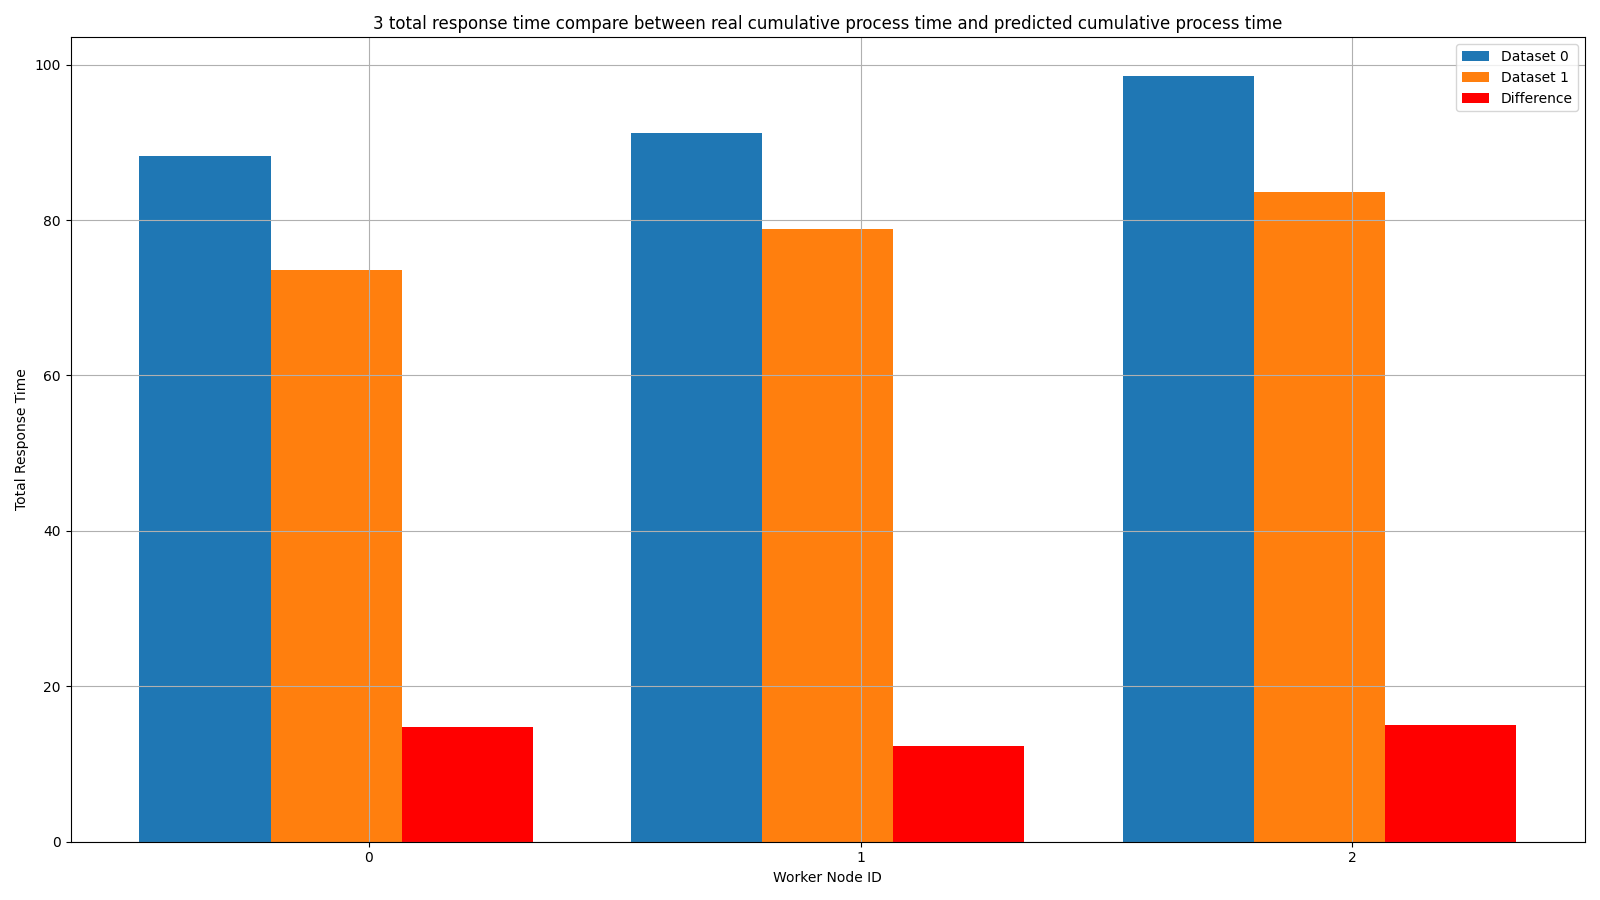 3 total response time compare between real cumulative process time and predicted cumulative process time
Dataset 0
Dataset 1
Difference
Total Response Time
100
80
60
40
20
0
0 1 2
Worker Node ID